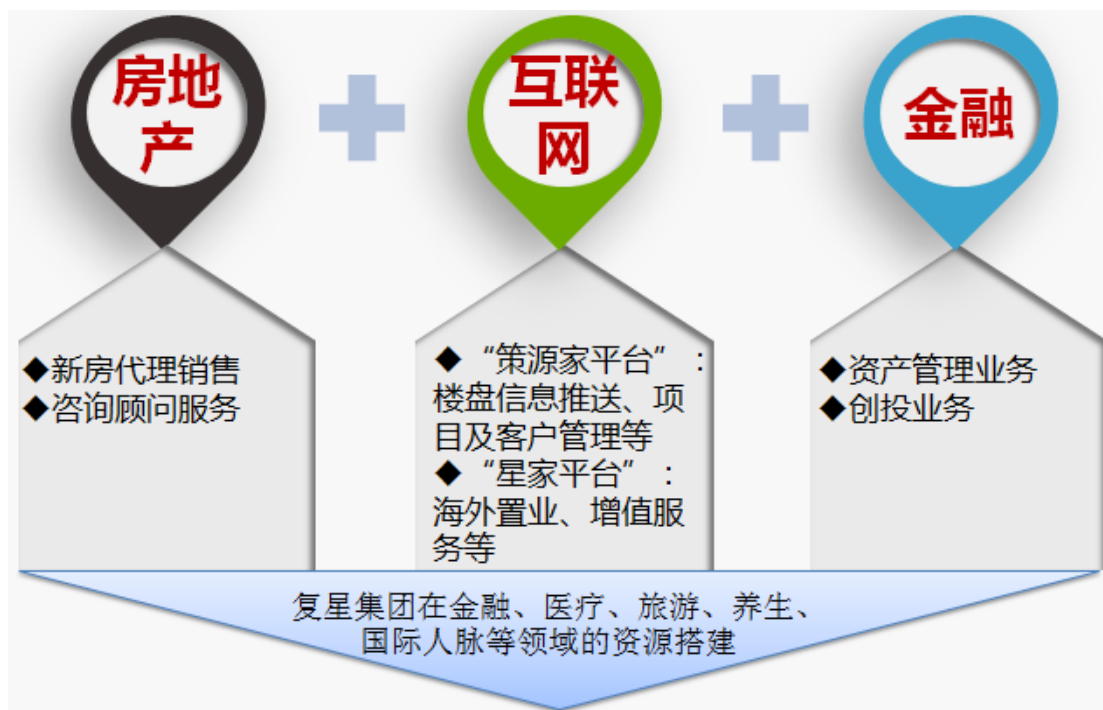 房地
产
互联
网
金融
◆新房代理销售
◆咨询顾问服务
◆“策源家平台”：
楼盘信息推送、项
目及客户管理等
◆“星家平台”：
海外置业、增值服
务等
◆资产管理业务
◆创投业务
复星集团在金融、医疗、旅游、养生、
国际人脉等领域的资源搭建